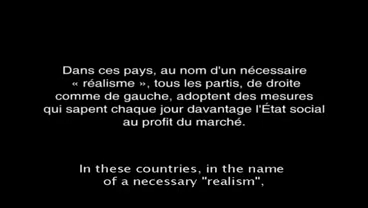 Dans ces pays, au nom d'un nécessaire
« réalisme », tous les partis, de droite
comme de gauche, adoptent des mesures
qui sapent chaque jour davantage l'État social
au profit du marché.
In these countries, in the name
of a necessary "realism",